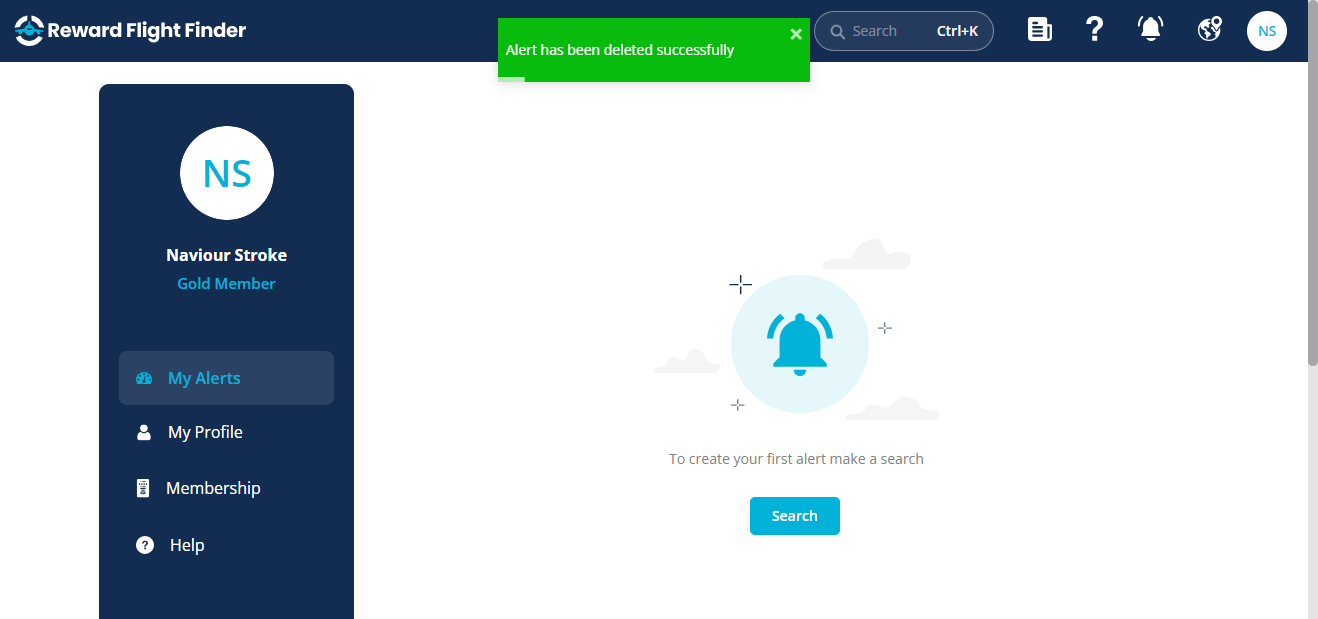 Reward Flight Finder
Alert has been deleted successfully
Search
Ctrl+K
NS
NS
Naviour Stroke
Gold Member
My Alerts
My Profile
Membership
Help
To create your first alert make a search
Search